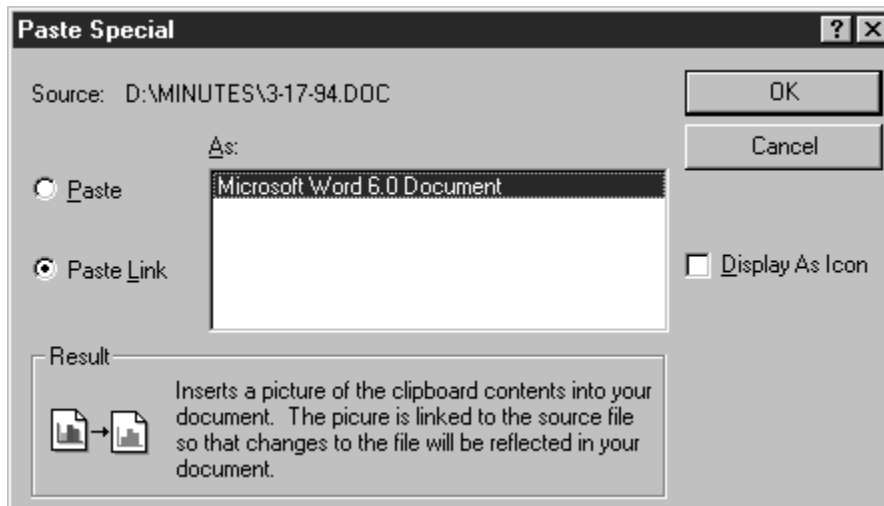 Paste Special
Source: D:\MINUTES\3-17-94.DOC
OK
As:
Cancel
Paste
Microsoft Word 6.0 Document
Paste Link
Display As Icon
Result
Inserts a picture of the clipboard contents into your
document. The picure is linked to the source file
so that changes to the file will be reflected in your
document.